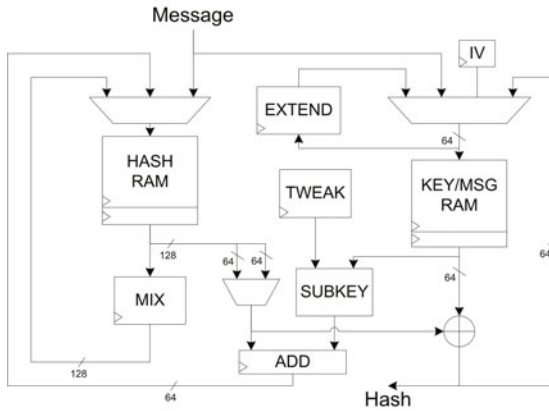 Message
IV
EXTEND
64
HASH
RAM
KEY/MSG
RAM
TWEAK
128
64
64
64
64
MIX
SUBKEY
128
ADD
64
Hash